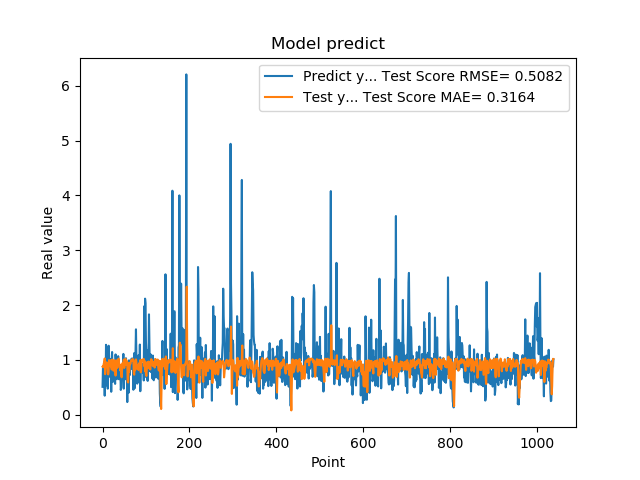 Model predict
Predict y... Test Score RMSE= 0.5082
Test y... Test Score MAE= 0.3164
Real value
6
5
4
3
2
1
0
0 200 400 600 800 1000
Point